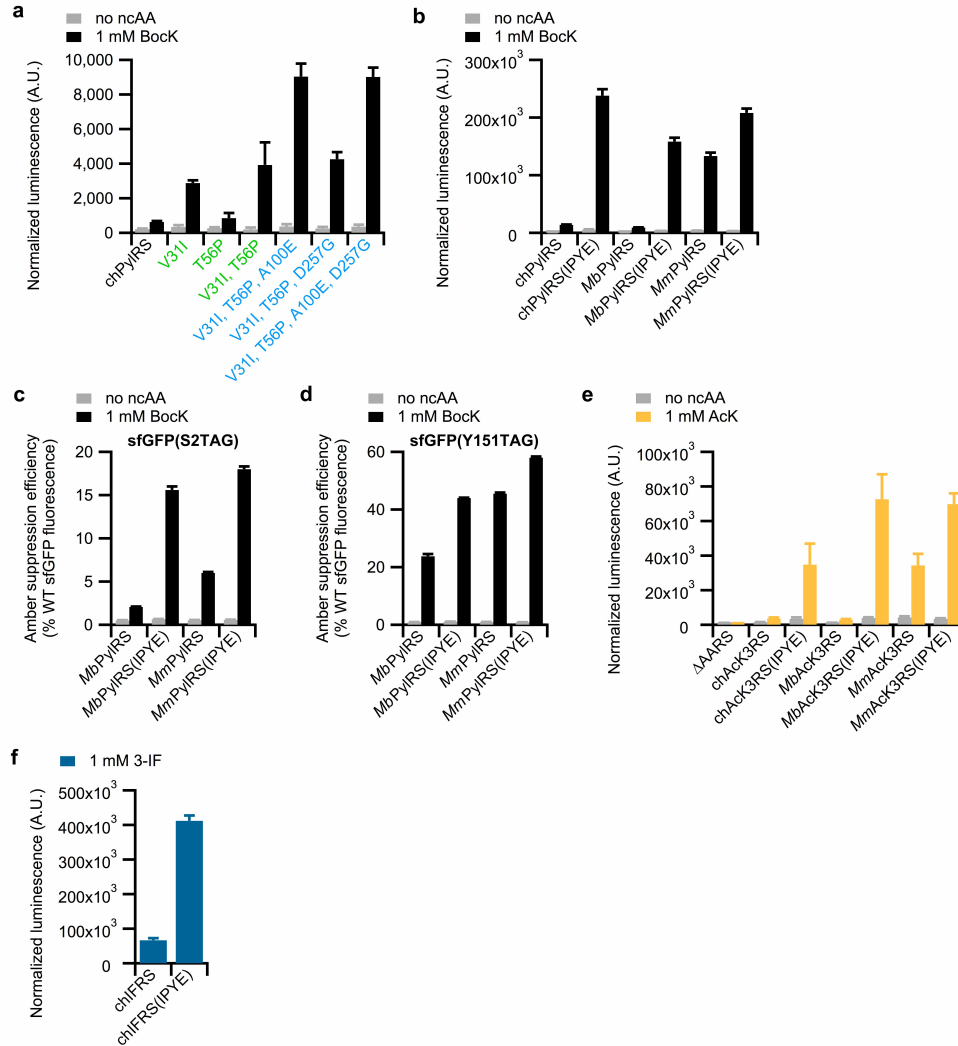 a
no ncAA
1 mM BocK
Normalized luminescence (A.U.)
10,000
8,000
6,000
4,000
2,000
0
chPylRS
V31I
T56P
V31I, T56P
V31I, T56P, A100E
V31I, T56P, D257G
V31I, T56P, A100E, D257G
b
no ncAA
1 mM BocK
Normalized luminescence (A.U.)
300x10³
200x10³
100x10³
0
chPylRS
chPylRS(IPYE)
MbPylRS
MbPylRS(IPYE)
MmPylRS
MmPylRS(IPYE)
c
no ncAA
1 mM BocK
sfGFP(S2TAG)
Amber suppression efficiency
(% WT sfGFP fluorescence)
20
15
10
5
0
MbPylRS
MbPylRS(IPYE)
MmPylRS
MmPylRS(IPYE)
d
no ncAA
1 mM BocK
sfGFP(Y151TAG)
Amber suppression efficiency
(% WT sfGFP fluorescence)
60
40
20
0
MbPylRS
MbPylRS(IPYE)
MmPylRS
MmPylRS(IPYE)
e
no ncAA
1 mM AcK
Normalized luminescence (A.U.)
100x10³
80x10³
60x10³
40x10³
20x10³
0
ΔAARS
chAcK3RS
chAcK3RS(IPYE)
MbAcK3RS
MbAcK3RS(IPYE)
MmAcK3RS
MmAcK3RS(IPYE)
f
1 mM 3-IF
Normalized luminescence (A.U.)
500x10³
400x10³
300x10³
200x10³
100x10³
0
chIFRS
chIFRS(IPYE)